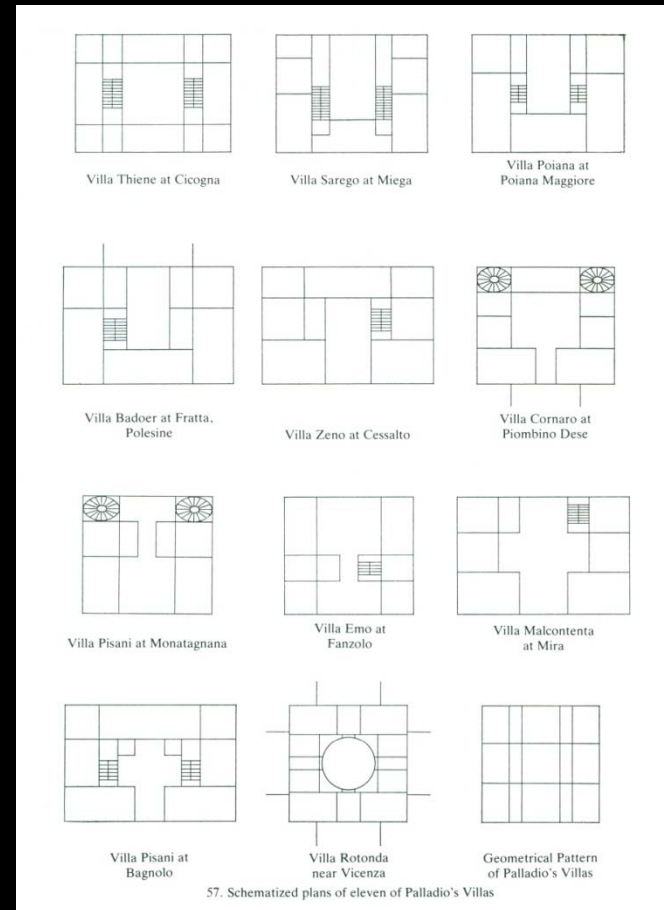 Villa Thiene at Cicogna
Villa Sarego at Miega
Villa Poiana at
Poiana Maggiore
Villa Badoer at Fratta,
Polesine
Villa Zeno at Cessalto
Villa Cornaro at
Piombino Dese
Villa Pisani at Monatagnana
Villa Emo at
Fanzolo
Villa Malcontenta
at Mira
Villa Pisani at
Bagnolo
Villa Rotonda
near Vicenza
Geometrical Pattern
of Palladio's Villas
57. Schematized plans of eleven of Palladio's Villas